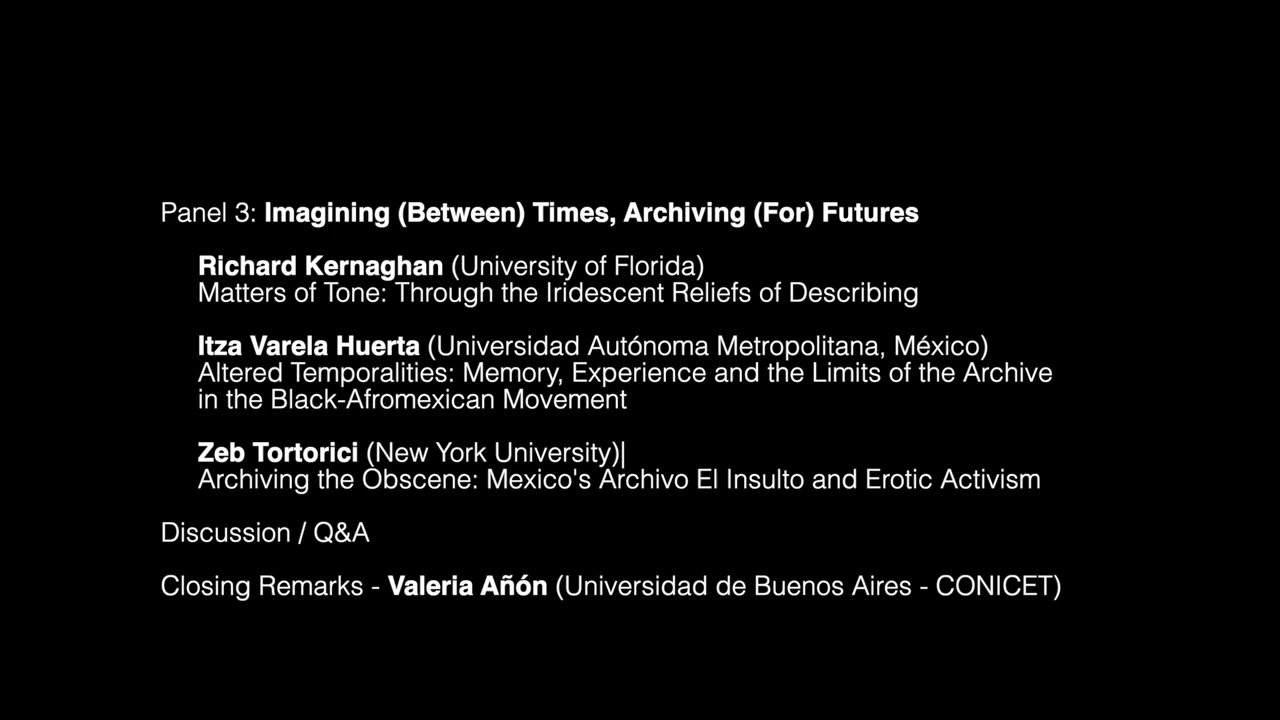 Panel 3: Imagining (Between) Times, Archiving (For) Futures
Richard Kernaghan (University of Florida)
Matters of Tone: Through the Iridescent Reliefs of Describing
Itza Varela Huerta (Universidad Autónoma Metropolitana, México)
Altered Temporalities: Memory, Experience and the Limits of the Archive
in the Black-Afromexican Movement
Zeb Tortorici (New York University)|
Archiving the Obscene: Mexico's Archivo El Insulto and Erotic Activism
Discussion / Q&A
Closing Remarks - Valeria Añón (Universidad de Buenos Aires - CONICET)